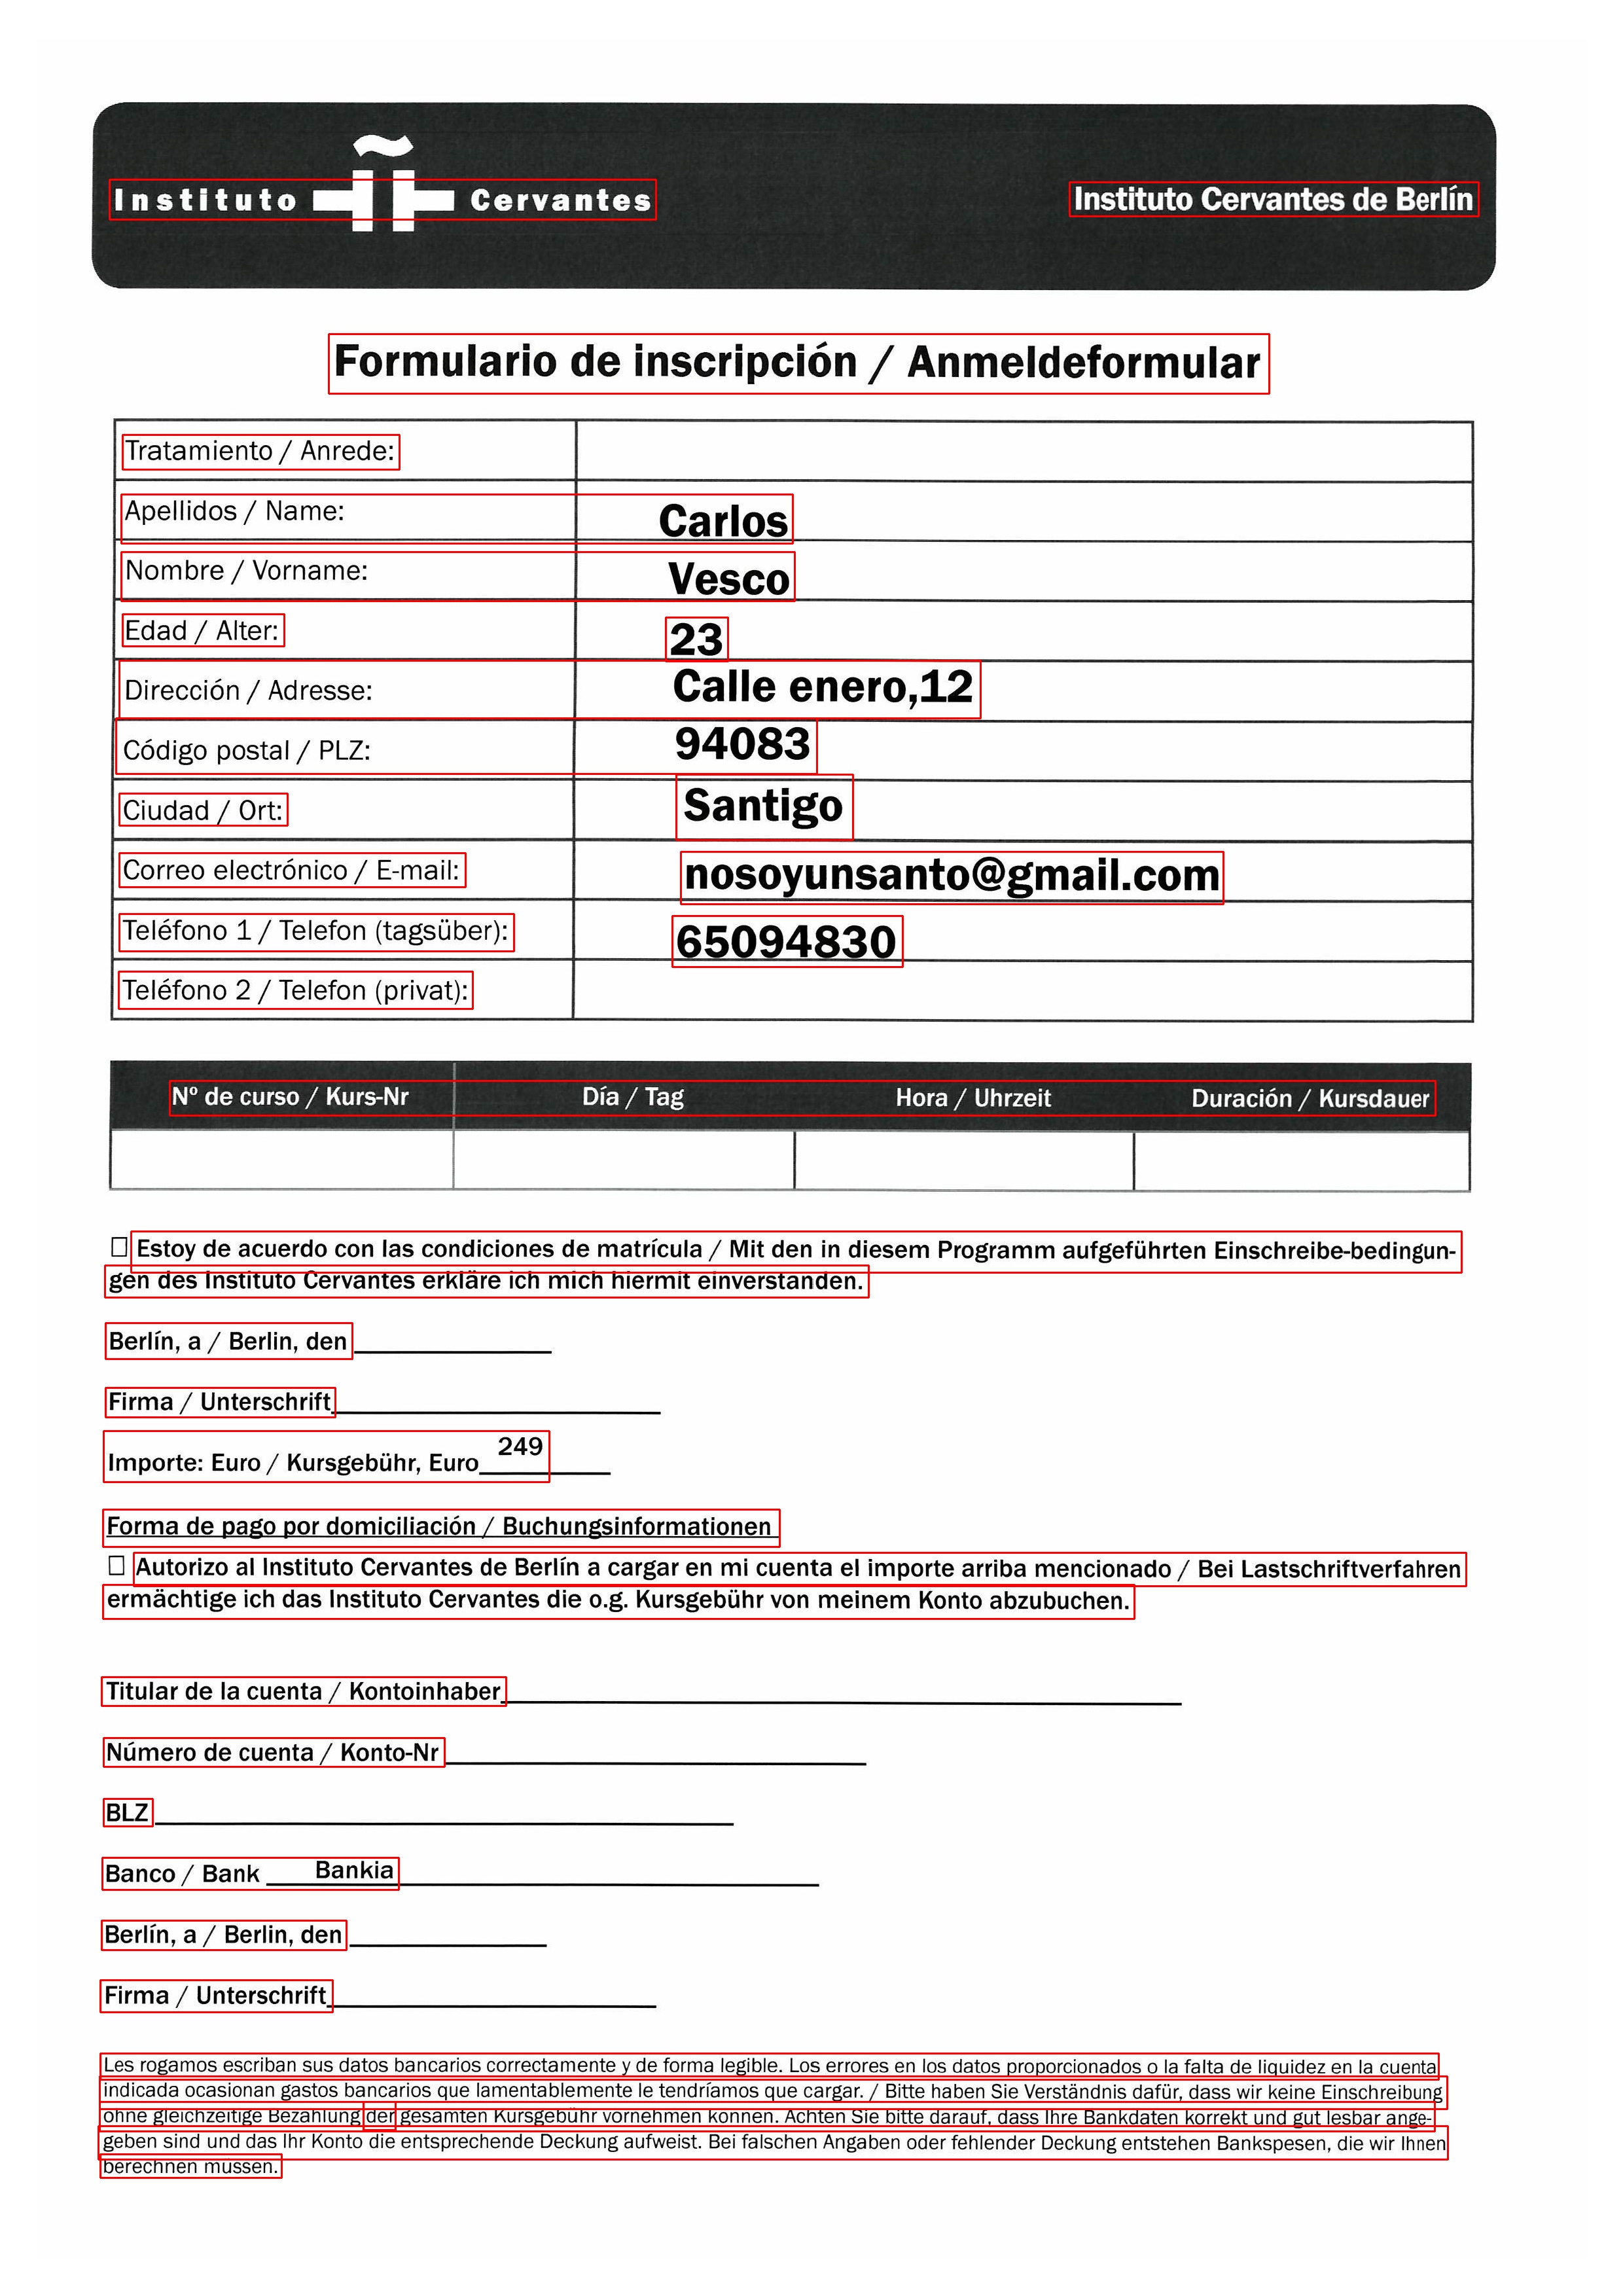 Instituto Cervantes Instituto Cervantes de Berlín
Formulario de inscripción / Anmeldeformular
Tratamiento / Anrede:
Apellidos / Name: Carlos
Nombre / Vorname: Vesco
Edad / Alter: 23
Dirección / Adresse: Calle enero,12
Código postal / PLZ: 94083
Ciudad / Ort: Santigo
Correo electrónico / E-mail: nosoyunsanto@gmail.com
Teléfono 1 / Telefon (tagsüber): 65094830
Teléfono 2 / Telefon (privat):
Nº de curso / Kurs-Nr Día / Tag Hora / Uhrzeit Duración / Kursdauer
☐ Estoy de acuerdo con las condiciones de matrícula / Mit den in diesem Programm aufgeführten Einschreibe-bedingun-
gen des Instituto Cervantes erkläre ich mich hiermit einverstanden.
Berlín, a / Berlin, den
Firma / Unterschrift
Importe: Euro / Kursgebühr, Euro 249
Forma de pago por domiciliación / Buchungsinformationen
☐ Autorizo al Instituto Cervantes de Berlín a cargar en mi cuenta el importe arriba mencionado / Bei Lastschriftverfahren
ermächtige ich das Instituto Cervantes die o.g. Kursgebühr von meinem Konto abzubuchen.
Titular de la cuenta / Kontoinhaber
Número de cuenta / Konto-Nr
BLZ
Banco / Bank Bankia
Berlín, a / Berlin, den
Firma / Unterschrift
Les rogamos escriban sus datos bancarios correctamente y de forma legible. Los errores en los datos proporcionados o la falta de liquidez en la cuenta
indicada ocasionan gastos bancarios que lamentablemente le tendríamos que cargar. / Bitte haben Sie Verständnis dafür, dass wir keine Einschreibung
ohne gleichzeitige Bezahlung der gesamten Kursgebühr vornehmen können. Achten Sie bitte darauf, dass Ihre Bankdaten korrekt und gut lesbar ange-
geben sind und das Ihr Konto die entsprechende Deckung aufweist. Bei falschen Angaben oder fehlender Deckung entstehen Bankspesen, die wir Ihnen
berechnen müssen.